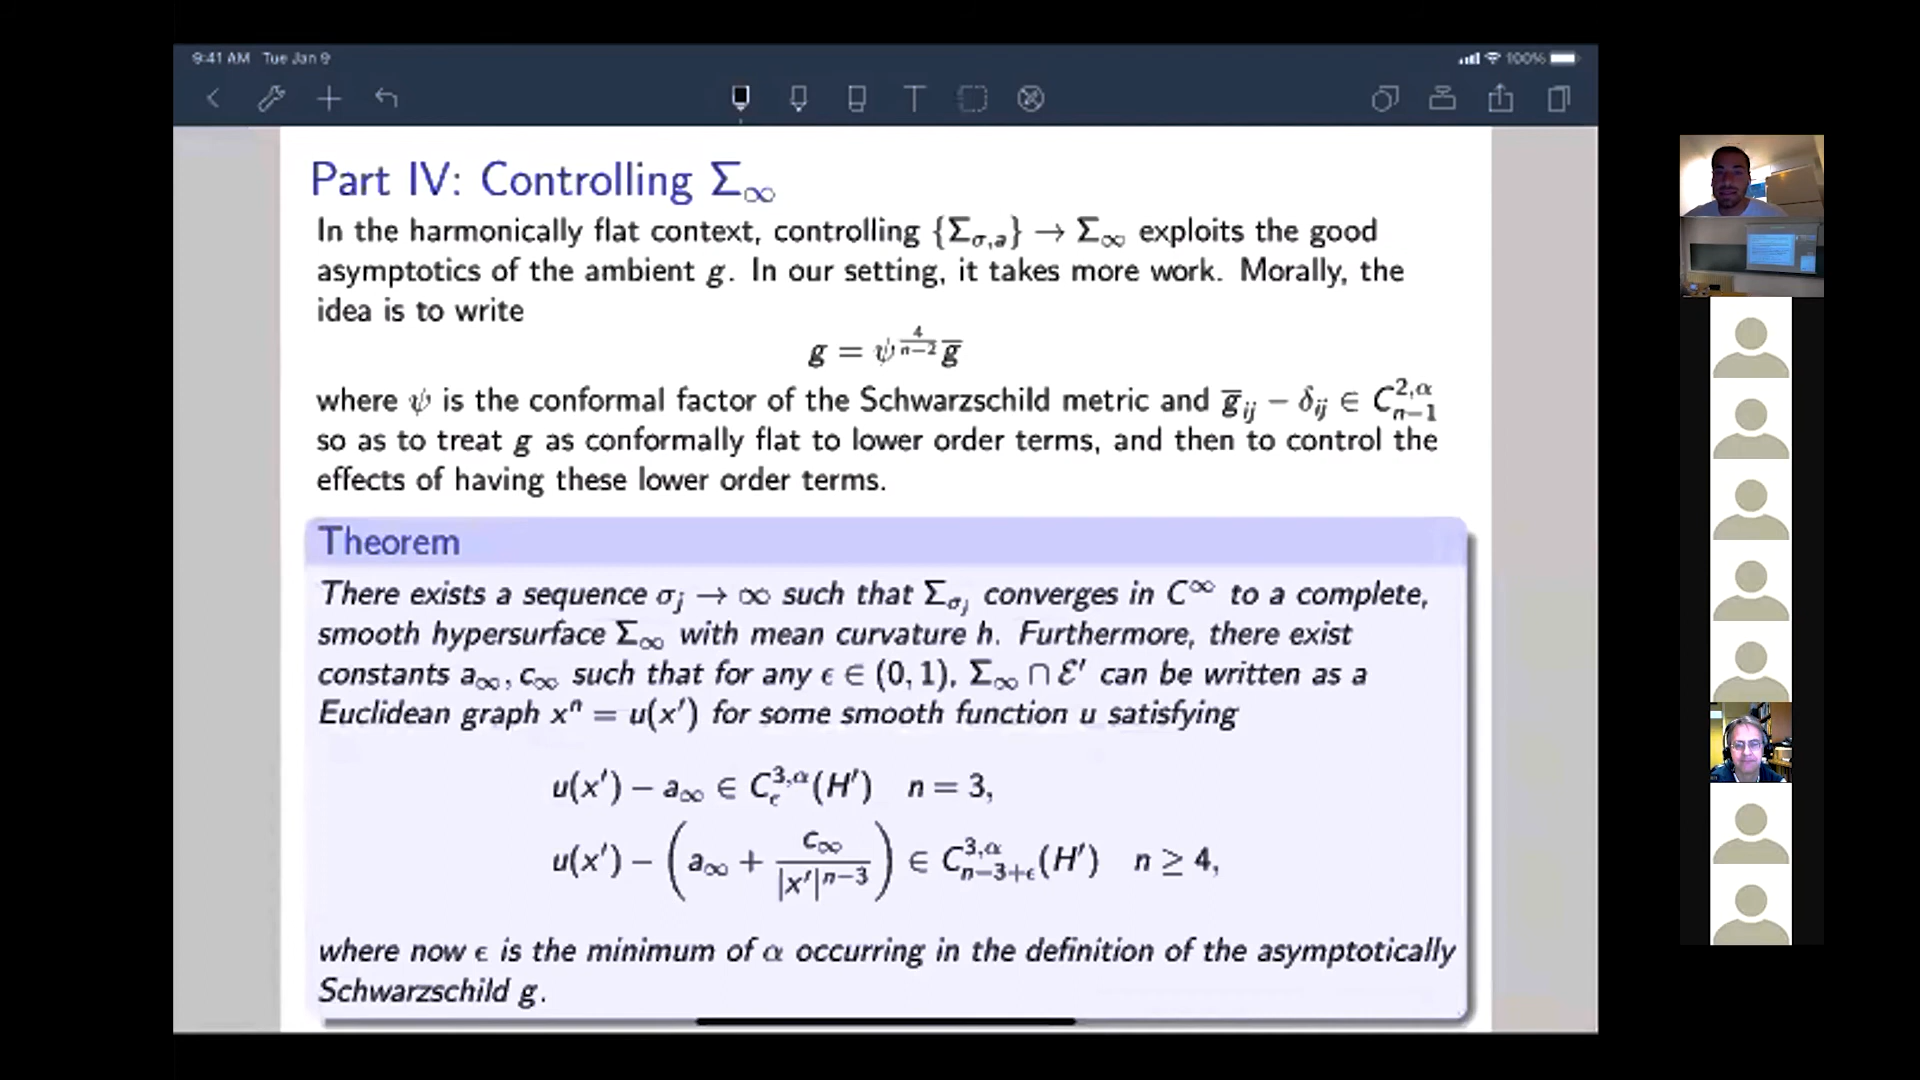 9:41 AM Tue Jan 9
100%
T
Part IV: Controlling Σ∞
In the harmonically flat context, controlling {Σσ,a} → Σ∞ exploits the good
asymptotics of the ambient g. In our setting, it takes more work. Morally, the
idea is to write
g = ψ^{4/(n−2)} g̅
where ψ is the conformal factor of the Schwarzschild metric and g̅_{ij} − δ_{ij} ∈ C^{2,α}_{n−1}
so as to treat g as conformally flat to lower order terms, and then to control the
effects of having these lower order terms.
Theorem
There exists a sequence σ_j → ∞ such that Σ_{σ_j} converges in C^∞ to a complete,
smooth hypersurface Σ∞ with mean curvature h. Furthermore, there exist
constants a∞, c∞ such that for any ϵ ∈ (0, 1), Σ∞ ∩ ℰ′ can be written as a
Euclidean graph x^n = u(x′) for some smooth function u satisfying
u(x′) − a∞ ∈ C^{3,α}_ϵ(H′) n = 3,
u(x′) − (a∞ + c∞/|x′|^{n−3}) ∈ C^{3,α}_{n−3+ϵ}(H′) n ≥ 4,
where now ϵ is the minimum of α occurring in the definition of the asymptotically
Schwarzschild g.